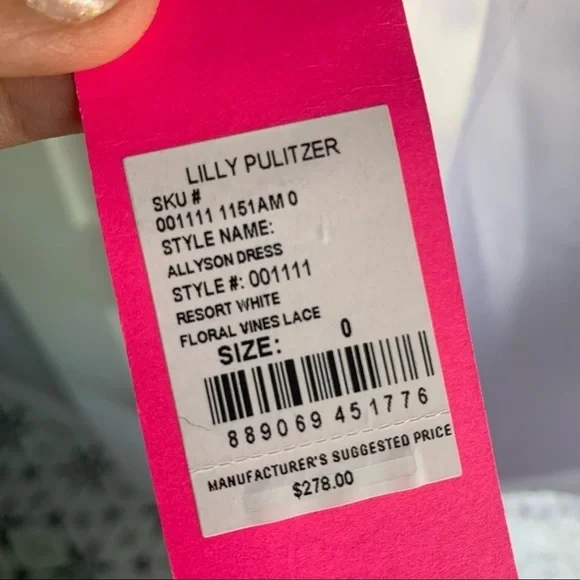 LILLY PULITZER
SKU #
001111 1151AM 0
STYLE NAME:
ALLYSON DRESS
STYLE #: 001111
RESORT WHITE
FLORAL VINES LACE
SIZE: 0
889069 451776
MANUFACTURER'S SUGGESTED PRICE
$278.00